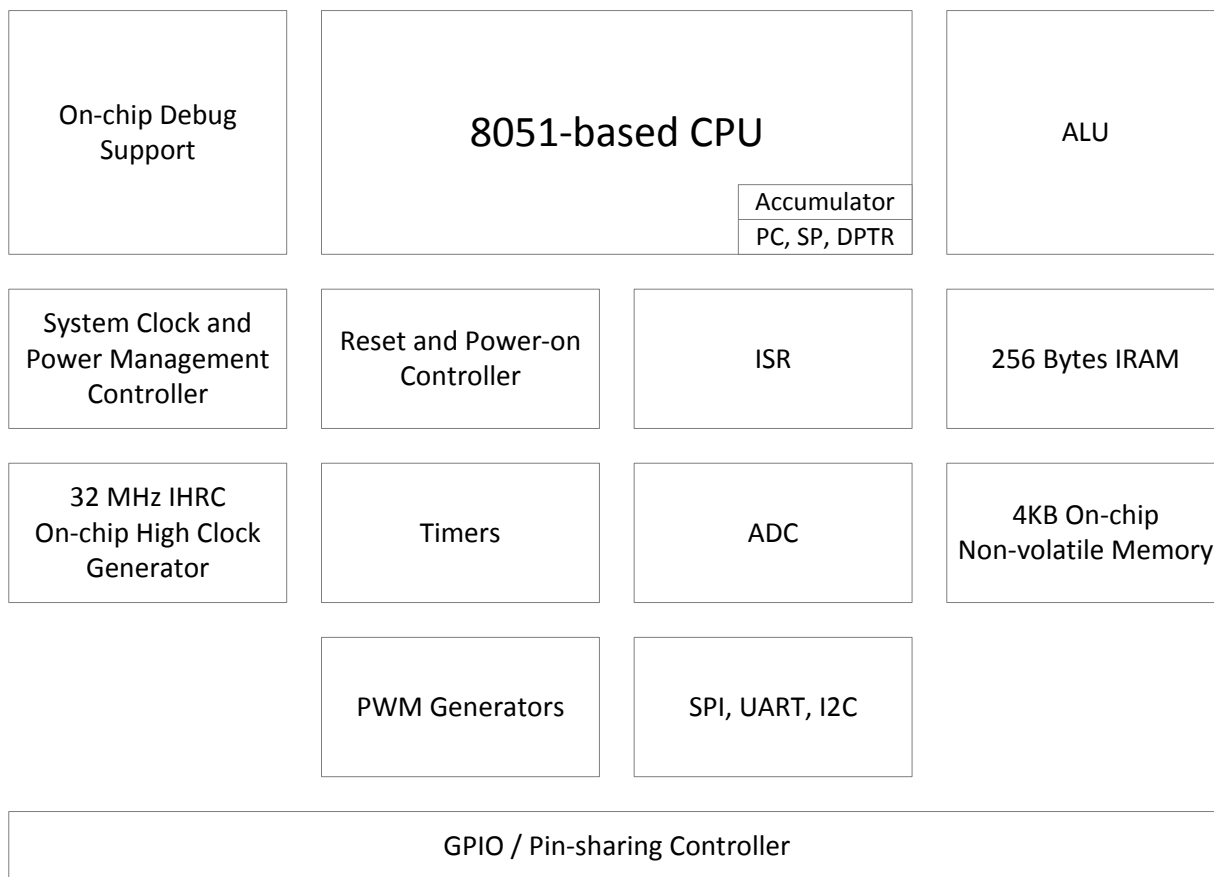 On-chip Debug
Support
8051-based CPU
Accumulator
PC, SP, DPTR
ALU
System Clock and
Power Management
Controller
Reset and Power-on
Controller
ISR
256 Bytes IRAM
32 MHz IHRC
On-chip High Clock
Generator
Timers
ADC
4KB On-chip
Non-volatile Memory
PWM Generators
SPI, UART, I2C
GPIO / Pin-sharing Controller